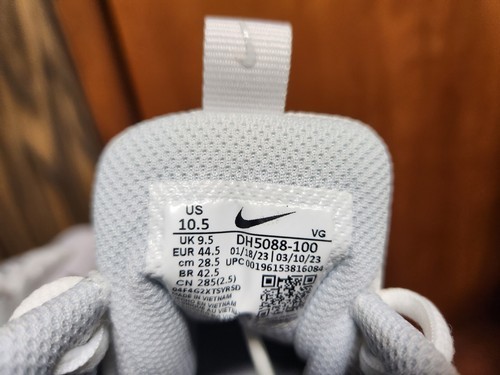 US
10.5
VG
UK 9.5 DH5088-100
EUR 44.5 01/18/23 | 03/10/23
cm 28.5 UPC 00196153816084
BR 42.5
CN 285(2.5)
MADE IN VIETNAM
VIETNAM